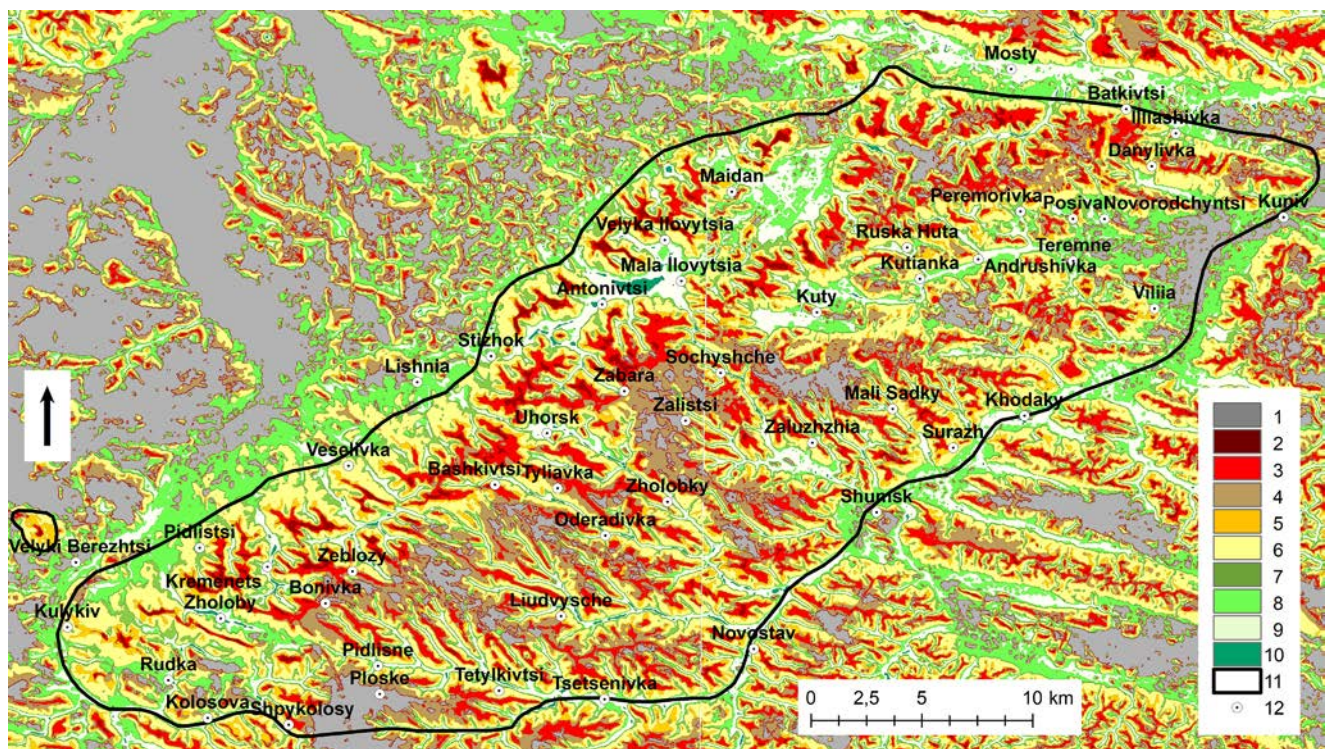 Mosty
Batkivtsi
Illiashivka
Danylivka
Maidan
Peremorivka
Posiva
Novorodchyntsi
Kuniv
Velyka Ilovytsia
Ruska Huta
Teremne
Mala Ilovytsia
Kutianka
Andrushivka
Antonivtsi
Kuty
Viliia
Stizhok
Lishnia
Sochyshche
Zabara
Mali Sadky
Khodaky
Zalistsi
Uhorsk
Zaluzhzhia
Surazh
Veselivka
Bashkivtsi
Tyliavka
Zholobky
Shumsk
Oderadivka
Pidlistsi
Velyki Berezhtsi
Zeblozy
Kremenets
Bonivka
Zholoby
Liudvysche
Kulykiv
Novostav
Pidlisne
Rudka
Ploske
Tetylkivtsi
Tsetsenivka
Kolosova
Shpykolosy
0 2,5 5 10 km
1
2
3
4
5
6
7
8
9
10
11
12